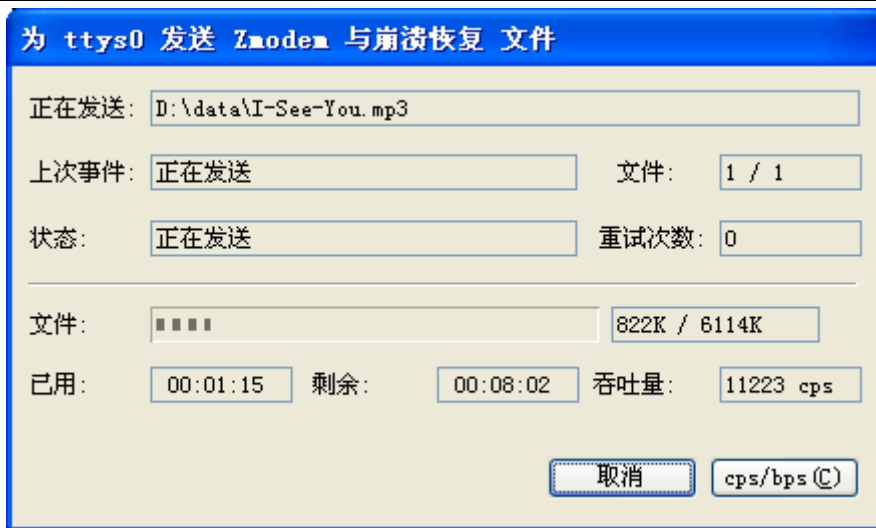 为 ttyS0 发送 Zmodem 与崩溃恢复 文件
正在发送: D:\data\I-See-You.mp3
上次事件: 正在发送 文件: 1 / 1
状态: 正在发送 重试次数: 0
文件: 822K / 6114K
已用: 00:01:15 剩余: 00:08:02 吞吐量: 11223 cps
取消 cps/bps(C)